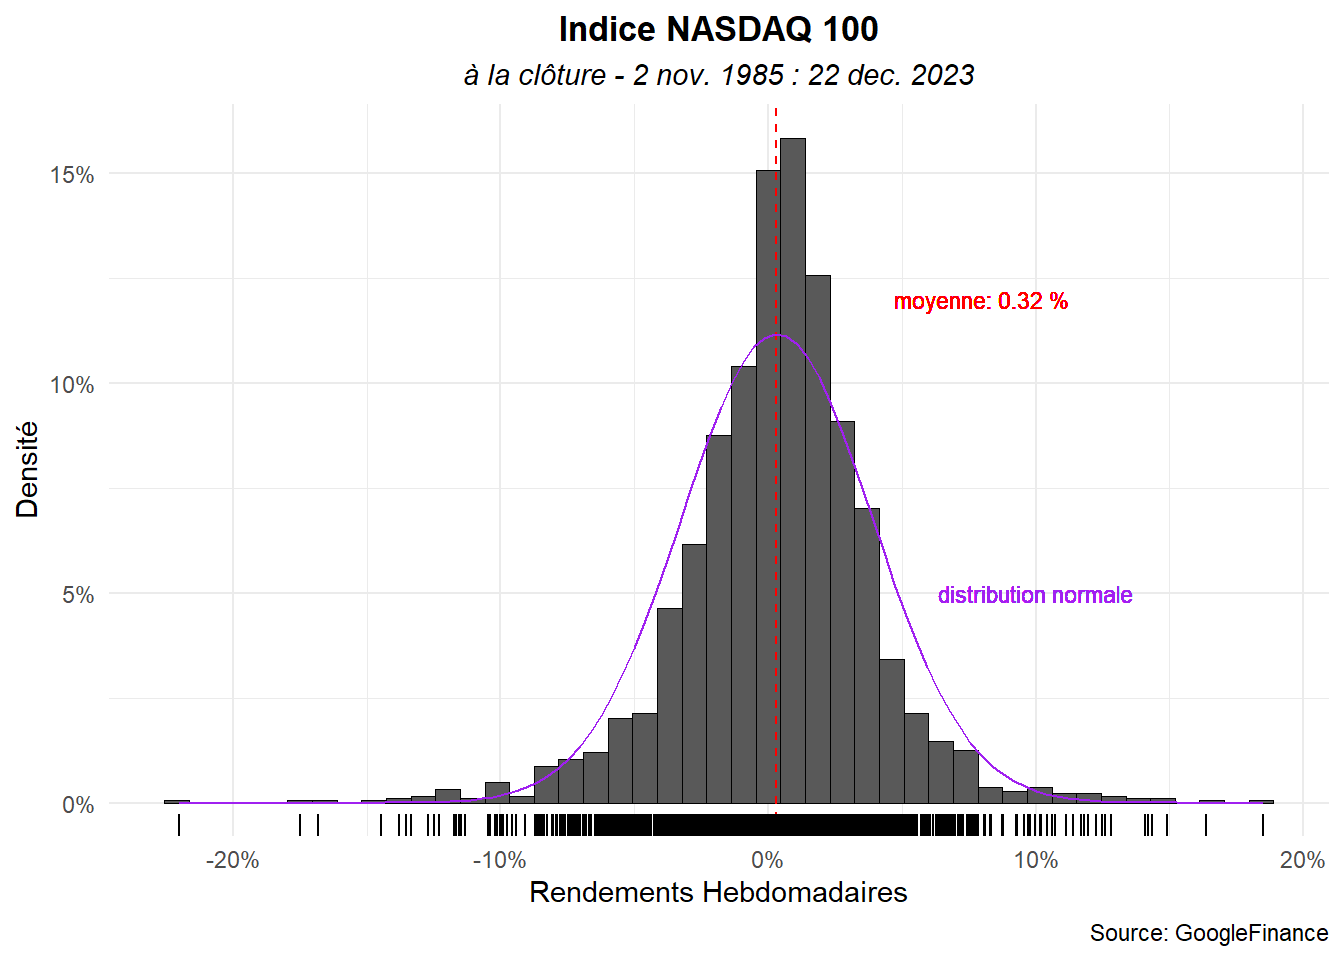 Indice NASDAQ 100
à la clôture - 2 nov. 1985 : 22 dec. 2023
15%
moyenne: 0.32 %
10%
Densité
5%
distribution normale
0%
-20%
-10%
0%
10%
20%
Rendements Hebdomadaires
Source: GoogleFinance